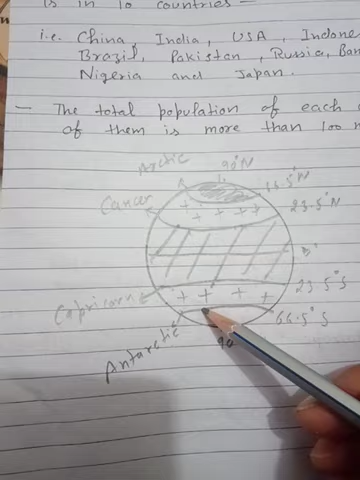 is in 10 countries -
i.e. China, India, USA, Indone
Brazil, Pakistan, Russia, Ban
Nigeria and Japan.
- The total population of each
of them is more than 100
Arctic 90°N
66.5°N
Cancer 23.5°N
0°
Capricorn 23.5°S
66.5°S
Antarctic
90